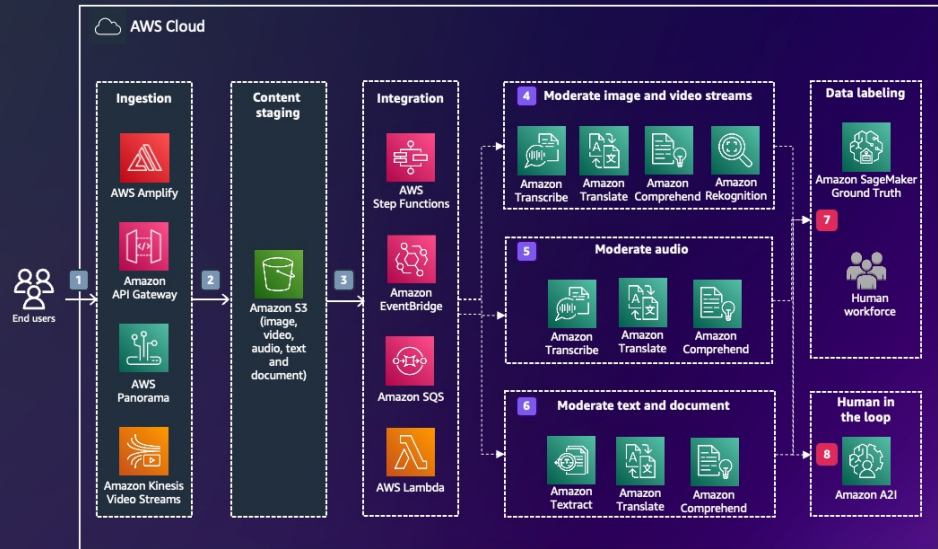 AWS Cloud
Ingestion
AWS Amplify
Amazon
API Gateway
AWS
Panorama
Amazon Kinesis
Video Streams
Content
staging
Amazon S3
(image,
video,
audio, text
and
document)
Integration
AWS
Step Functions
Amazon
EventBridge
Amazon SQS
AWS Lambda
End users
1
2
3
4
Moderate image and video streams
Amazon
Transcribe
Amazon
Translate
Amazon
Comprehend
Amazon
Rekognition
5
Moderate audio
Amazon
Transcribe
Amazon
Translate
Amazon
Comprehend
6
Moderate text and document
Amazon
Textract
Amazon
Translate
Amazon
Comprehend
Data labeling
Amazon SageMaker
Ground Truth
7
Human
workforce
Human in
the loop
8
Amazon A2I